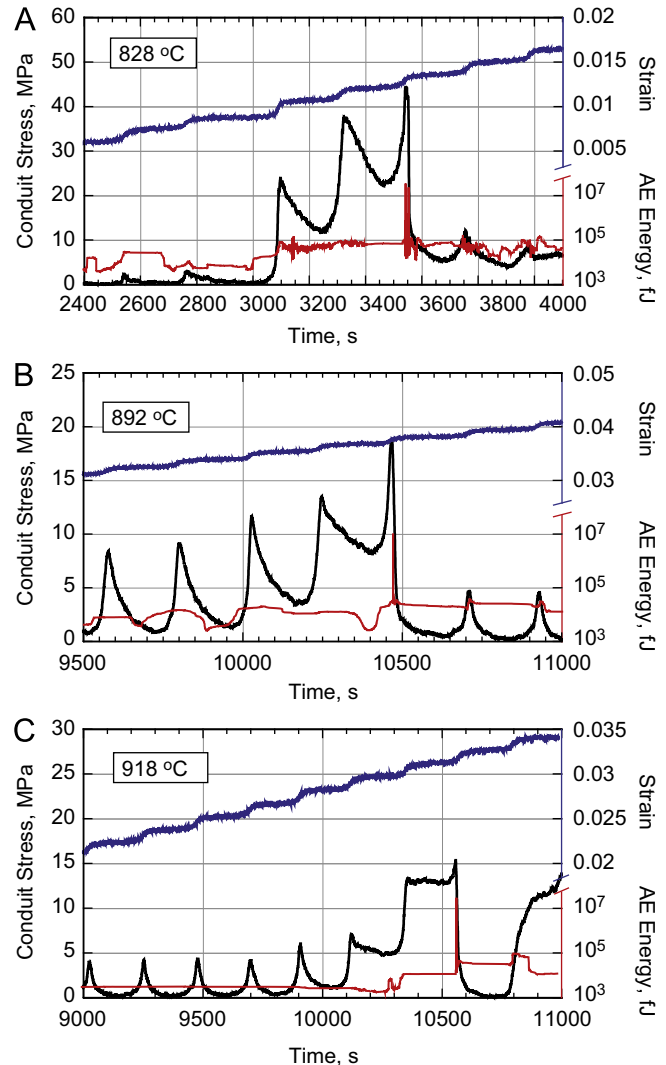 A
828 °C
Conduit Stress, MPa
60
50
40
30
20
10
0
0.02
0.015
0.01
0.005
Strain
10^7
10^5
10^3
AE Energy, fJ
2400 2600 2800 3000 3200 3400 3600 3800 4000
Time, s
B
892 °C
Conduit Stress, MPa
25
20
15
10
5
0
0.05
0.04
0.03
Strain
10^7
10^5
10^3
AE Energy, fJ
9500 10000 10500 11000
Time, s
C
918 °C
Conduit Stress, MPa
30
25
20
15
10
5
0
0.035
0.03
0.025
0.02
Strain
10^7
10^5
10^3
AE Energy, fJ
9000 9500 10000 10500 11000
Time, s